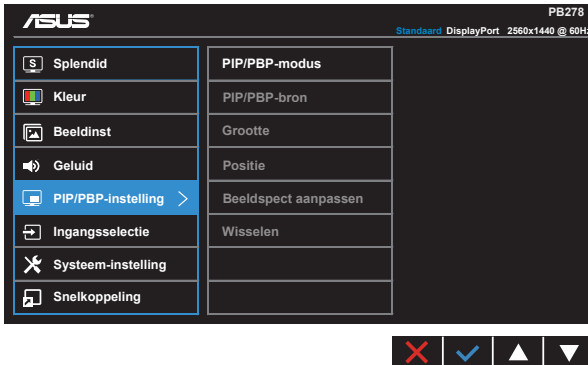 ASUS
PB278
Standaard DisplayPort 2560x1440 @ 60Hz
S Splendid
PIP/PBP-modus
Kleur
PIP/PBP-bron
Beeldinst
Grootte
Geluid
Positie
PIP/PBP-instelling
Beeldspect aanpassen
Ingangsselectie
Wisselen
Systeem-instelling
Snelkoppeling